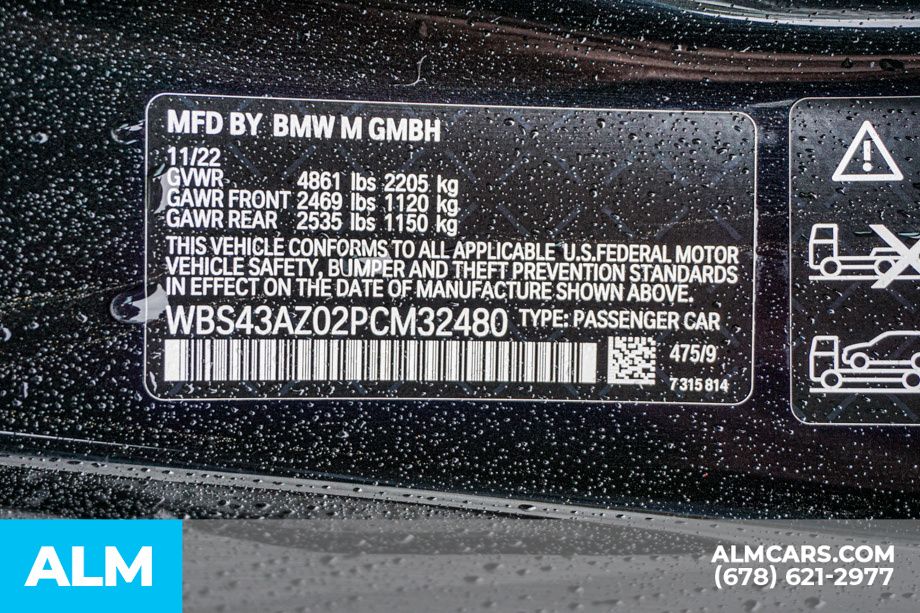 MFD BY BMW M GMBH
11/22
GVWR 4861 lbs 2205 kg
GAWR FRONT 2469 lbs 1120 kg
GAWR REAR 2535 lbs 1150 kg
THIS VEHICLE CONFORMS TO ALL APPLICABLE U.S.FEDERAL MOTOR
VEHICLE SAFETY, BUMPER AND THEFT PREVENTION STANDARDS
IN EFFECT ON THE DATE OF MANUFACTURE SHOWN ABOVE.
WBS43AZ02PCM32480 TYPE: PASSENGER CAR
475/9
7 315 814
ALM
ALMCARS.COM
(678) 621-2977